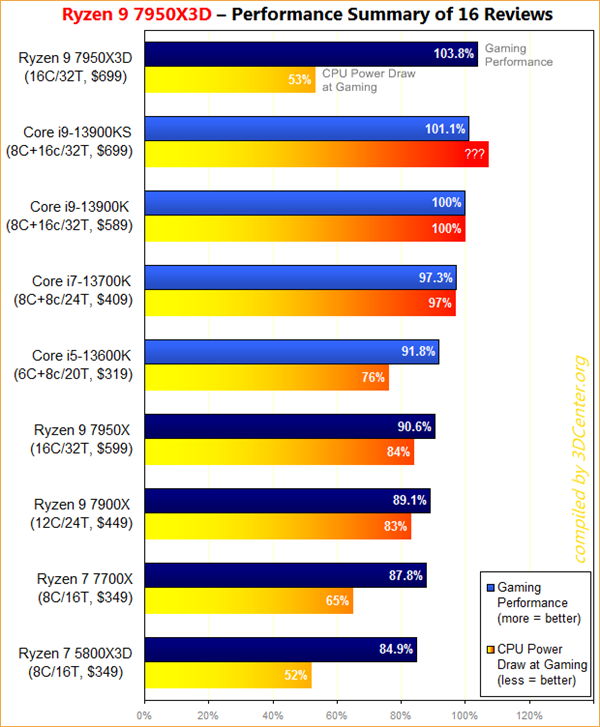 Ryzen 9 7950X3D – Performance Summary of 16 Reviews
Ryzen 9 7950X3D
(16C/32T, $699)
103.8%
Gaming
Performance
53%
CPU Power Draw
at Gaming
Core i9-13900KS
(8C+16c/32T, $699)
101.1%
???
Core i9-13900K
(8C+16c/32T, $589)
100%
100%
Core i7-13700K
(8C+8c/24T, $409)
97.3%
97%
Core i5-13600K
(6C+8c/20T, $319)
91.8%
76%
Ryzen 9 7950X
(16C/32T, $599)
90.6%
84%
Ryzen 9 7900X
(12C/24T, $449)
89.1%
83%
Ryzen 7 7700X
(8C/16T, $349)
87.8%
65%
Ryzen 7 5800X3D
(8C/16T, $349)
84.9%
52%
compiled by 3DCenter.org
Gaming
Performance
(more = better)
CPU Power
Draw at Gaming
(less = better)
0% 20% 40% 60% 80% 100% 120%